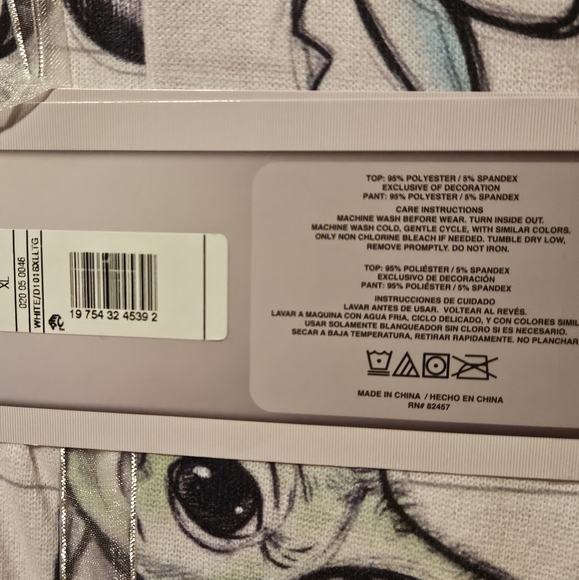 XL
020 05 0046
WHITE/D1016XLLTG
19 754 32 4539 2
TOP: 95% POLYESTER / 5% SPANDEX
EXCLUSIVE OF DECORATION
PANT: 95% POLYESTER / 5% SPANDEX
CARE INSTRUCTIONS
MACHINE WASH BEFORE WEAR. TURN INSIDE OUT.
MACHINE WASH COLD, GENTLE CYCLE, WITH SIMILAR COLORS.
ONLY NON CHLORINE BLEACH IF NEEDED. TUMBLE DRY LOW,
REMOVE PROMPTLY. DO NOT IRON.
TOP: 95% POLIÉSTER / 5% SPANDEX
EXCLUSIVO DE DECORACIÓN
PANT: 95% POLIÉSTER / 5% SPANDEX
INSTRUCCIONES DE CUIDADO
LAVAR ANTES DE USAR. VOLTEAR AL REVÉS.
LAVAR A MAQUINA CON AGUA FRIA, CICLO DELICADO, Y CON COLORES SIMIL
USAR SOLAMENTE BLANQUEADOR SIN CLORO SI ES NECESARIO.
SECAR A BAJA TEMPERATURA, RETIRAR RAPIDAMENTE. NO PLANCHAR
MADE IN CHINA / HECHO EN CHINA
RN# 82457